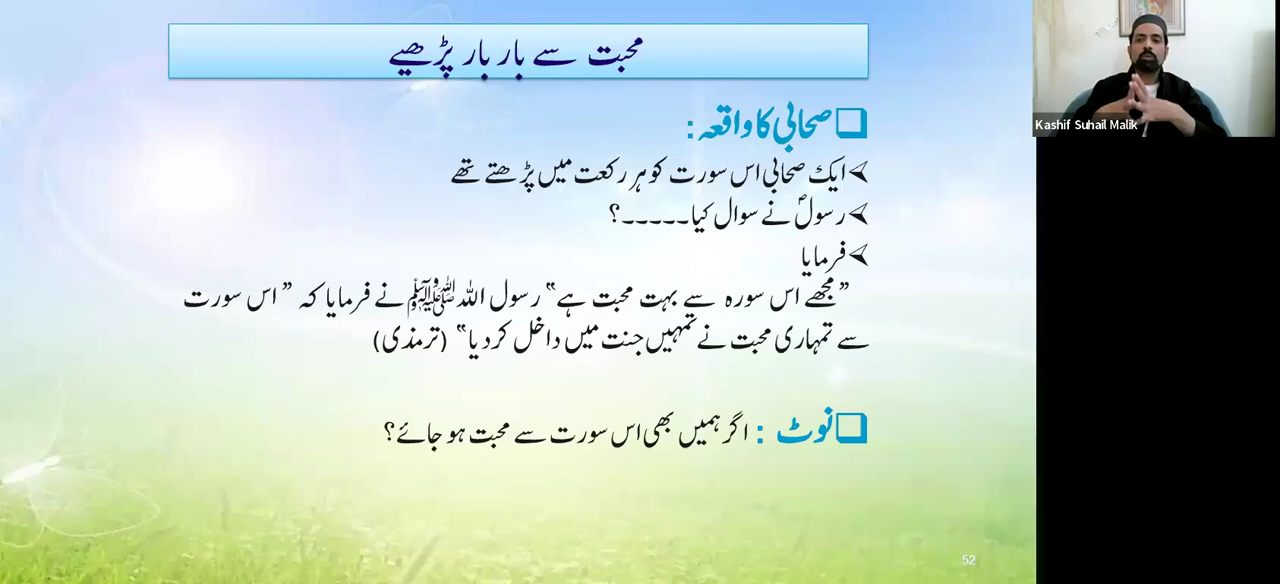 محبت سے بار بار پڑھیے
صحابی کا واقعہ :
ایک صحابی اس سورت کو ہر رکعت میں پڑھتے تھے
رسولؐ نے سوال کیا۔۔۔۔۔؟
فرمایا
”مجھے اس سورہ سے بہت محبت ہے“ رسول اللہ ﷺ نے فرمایا کہ ” اس سورت
سے تمہاری محبت نے تمہیں جنت میں داخل کر دیا“ (ترمذی)
نوٹ : اگر ہمیں بھی اس سورت سے محبت ہو جائے؟
52
Kashif Suhail Malik